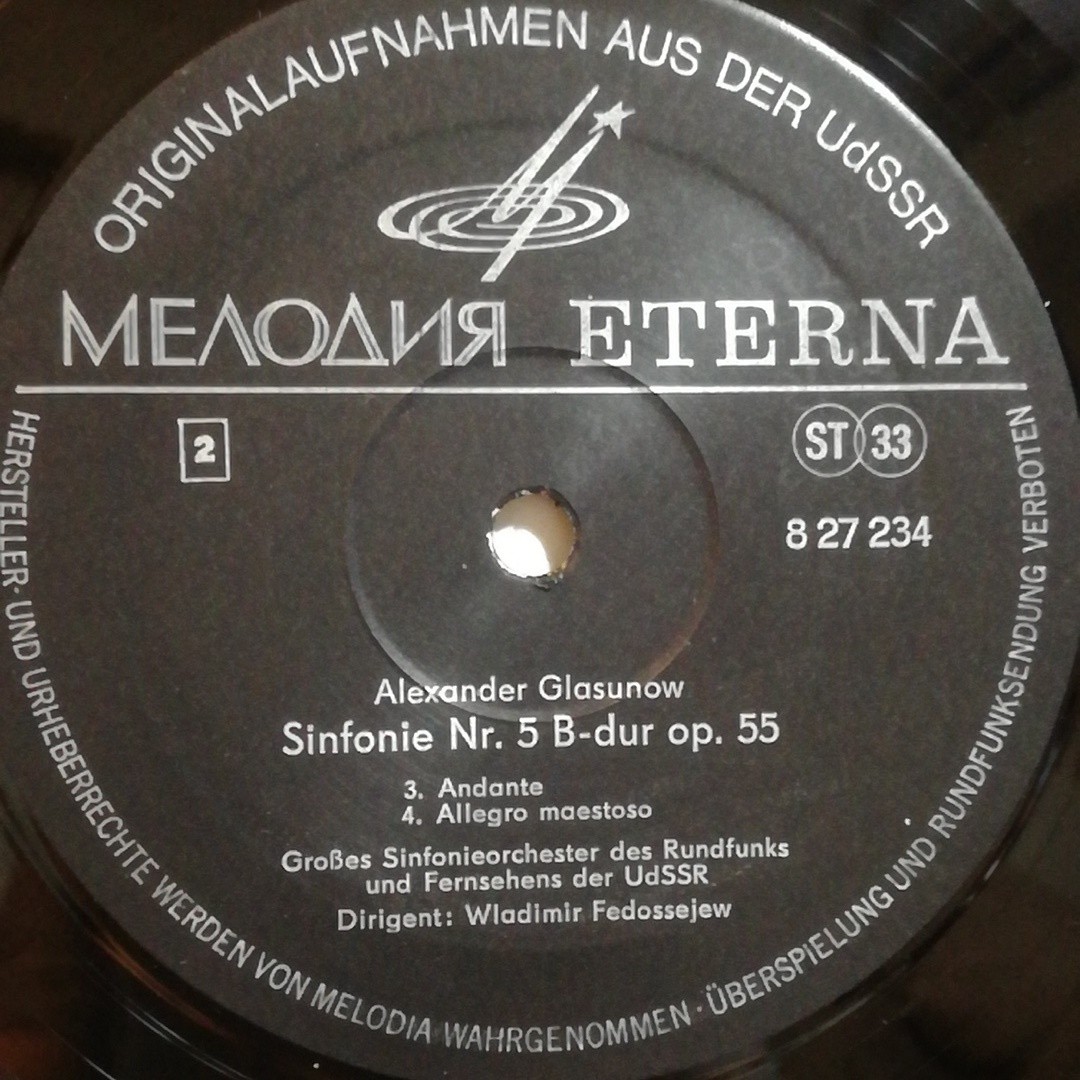 ORIGINALAUFNAHMEN AUS DER UdSSR
МЕЛОДИЯ ETERNA
2
ST 33
8 27 234
Alexander Glasunow
Sinfonie Nr. 5 B-dur op. 55
3. Andante
4. Allegro maestoso
Großes Sinfonieorchester des Rundfunks
und Fernsehens der UdSSR
Dirigent: Wladimir Fedossejew
HERSTELLER- UND URHEBERRECHTE WERDEN VON MELODIA WAHRGENOMMEN · ÜBERSPIELUNG UND RUNDFUNKSENDUNG VERBOTEN